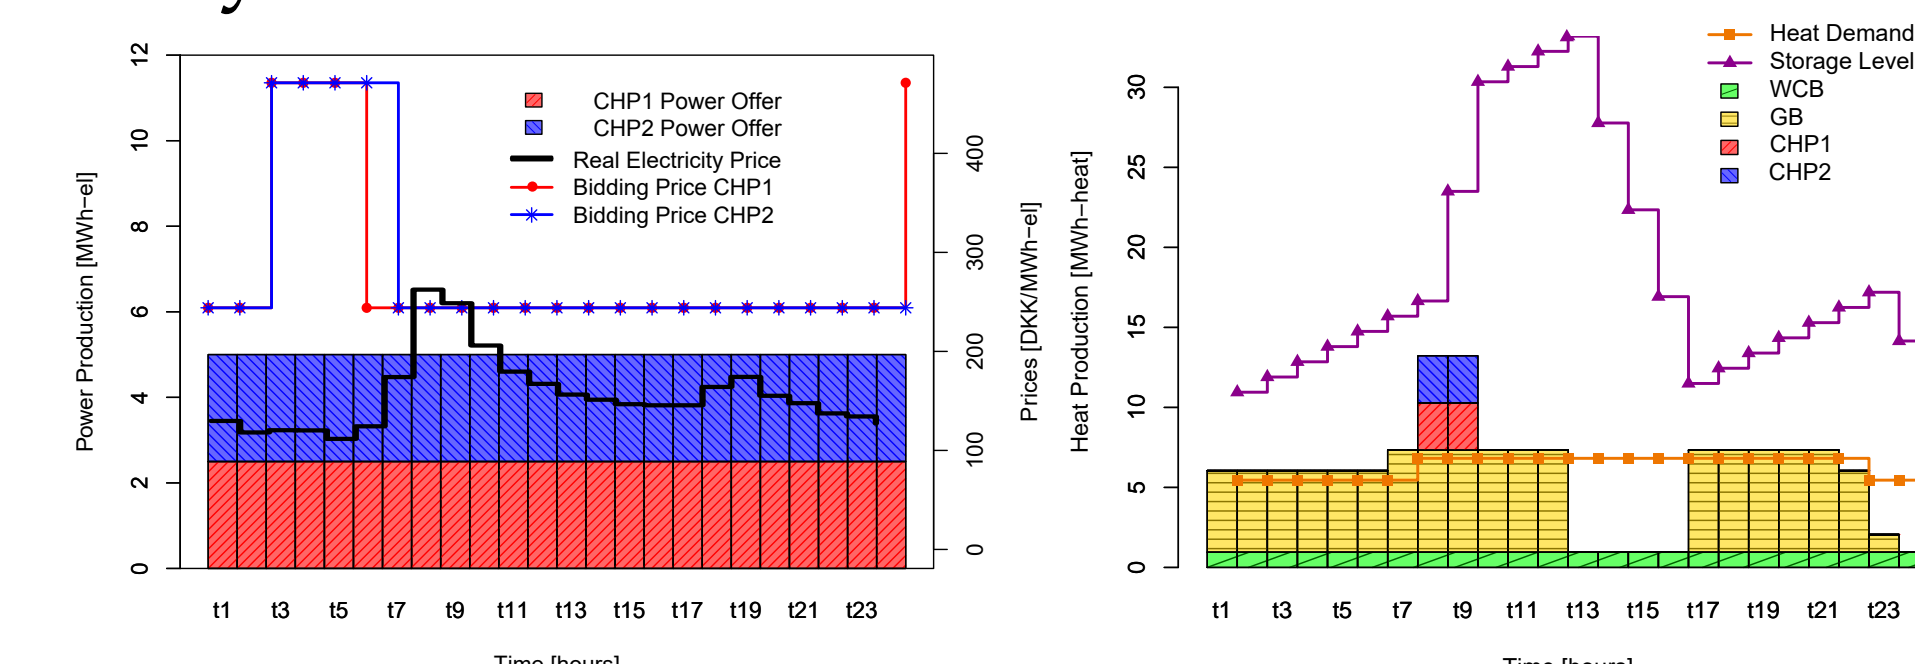 12
10
8
6
4
2
0
Power Production [MWh−el]
CHP1 Power Offer
CHP2 Power Offer
Real Electricity Price
Bidding Price CHP1
Bidding Price CHP2
400
300
200
100
0
Prices [DKK/MWh−el]
t1 t3 t5 t7 t9 t11 t13 t15 t17 t19 t21 t23
Time [hours]
Heat Production [MWh−heat]
30
25
20
15
10
5
0
Heat Demand
Storage Level
WCB
GB
CHP1
CHP2
t1 t3 t5 t7 t9 t11 t13 t15 t17 t19 t21 t23
Time [hours]